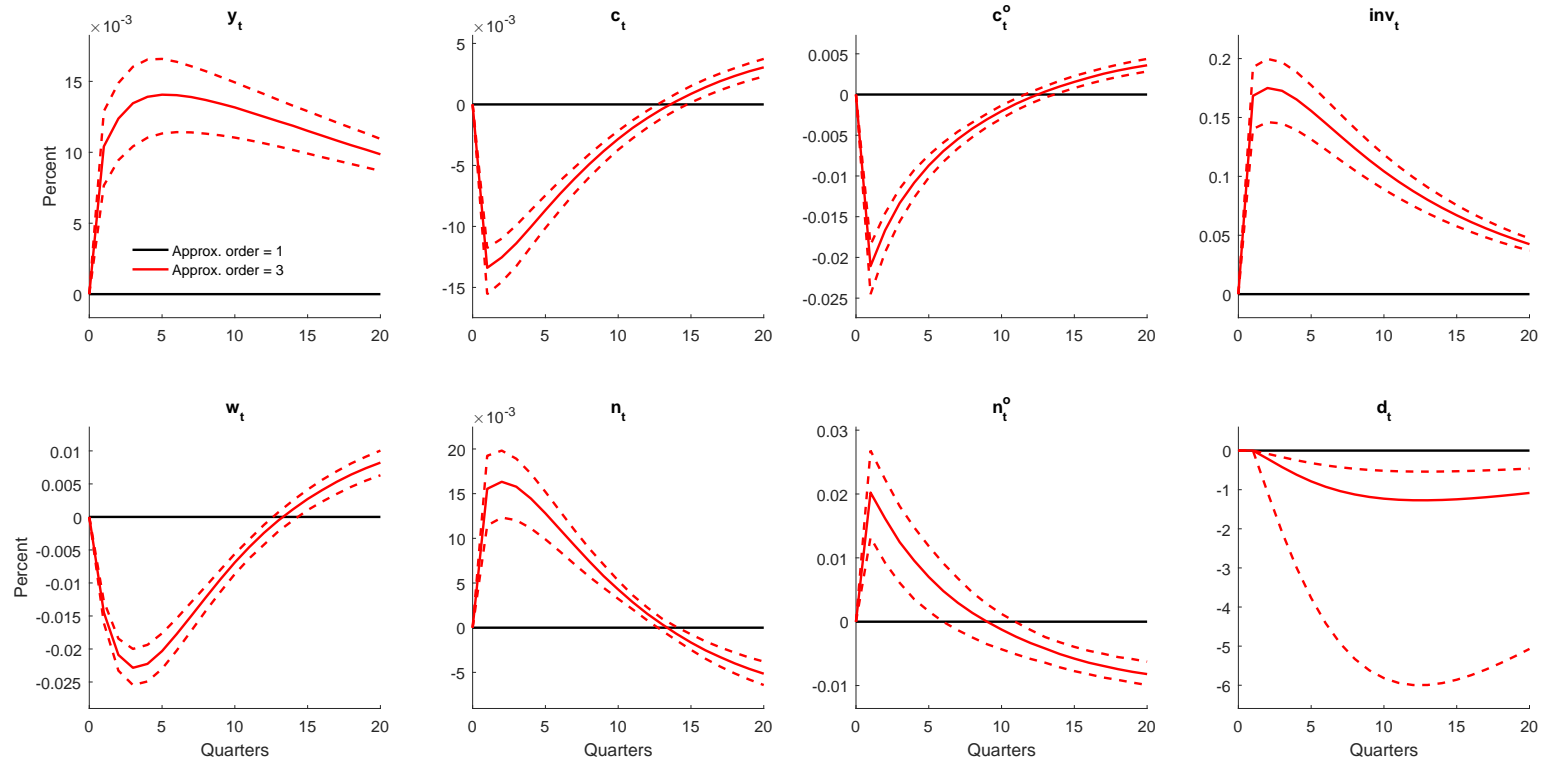 ×10⁻³ y_t
15
10
5
0
Percent
Approx. order = 1
Approx. order = 3
0 5 10 15 20
×10⁻³ c_t
5
0
-5
-10
-15
0 5 10 15 20
c_t^o
0.005
0
-0.005
-0.01
-0.015
-0.02
-0.025
0 5 10 15 20
inv_t
0.2
0.15
0.1
0.05
0
0 5 10 15 20
w_t
0.01
0.005
0
-0.005
-0.01
-0.015
-0.02
-0.025
Percent
0 5 10 15 20
Quarters
×10⁻³ n_t
20
15
10
5
0
-5
0 5 10 15 20
Quarters
n_t^o
0.03
0.02
0.01
0
-0.01
0 5 10 15 20
Quarters
d_t
0
-1
-2
-3
-4
-5
-6
0 5 10 15 20
Quarters